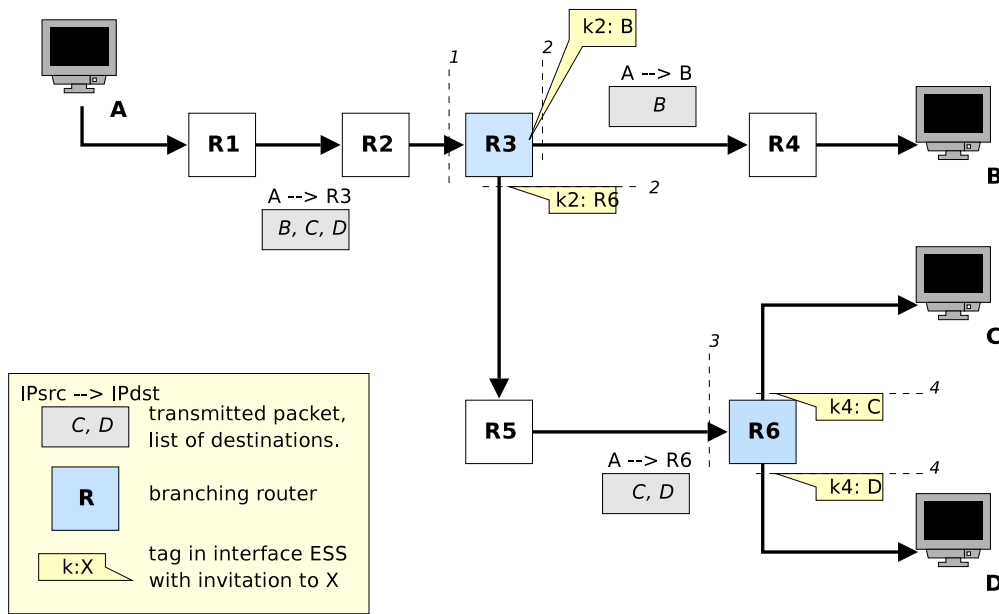 k2: B
1
2
A --> B
B
A
R1
R2
R3
R4
B
A --> R3
B, C, D
k2: R6
2
C
3
4
k4: C
R5
R6
A --> R6
C, D
4
k4: D
D
IPsrc --> IPdst
C, D
transmitted packet,
list of destinations.
R
branching router
k:X
tag in interface ESS
with invitation to X